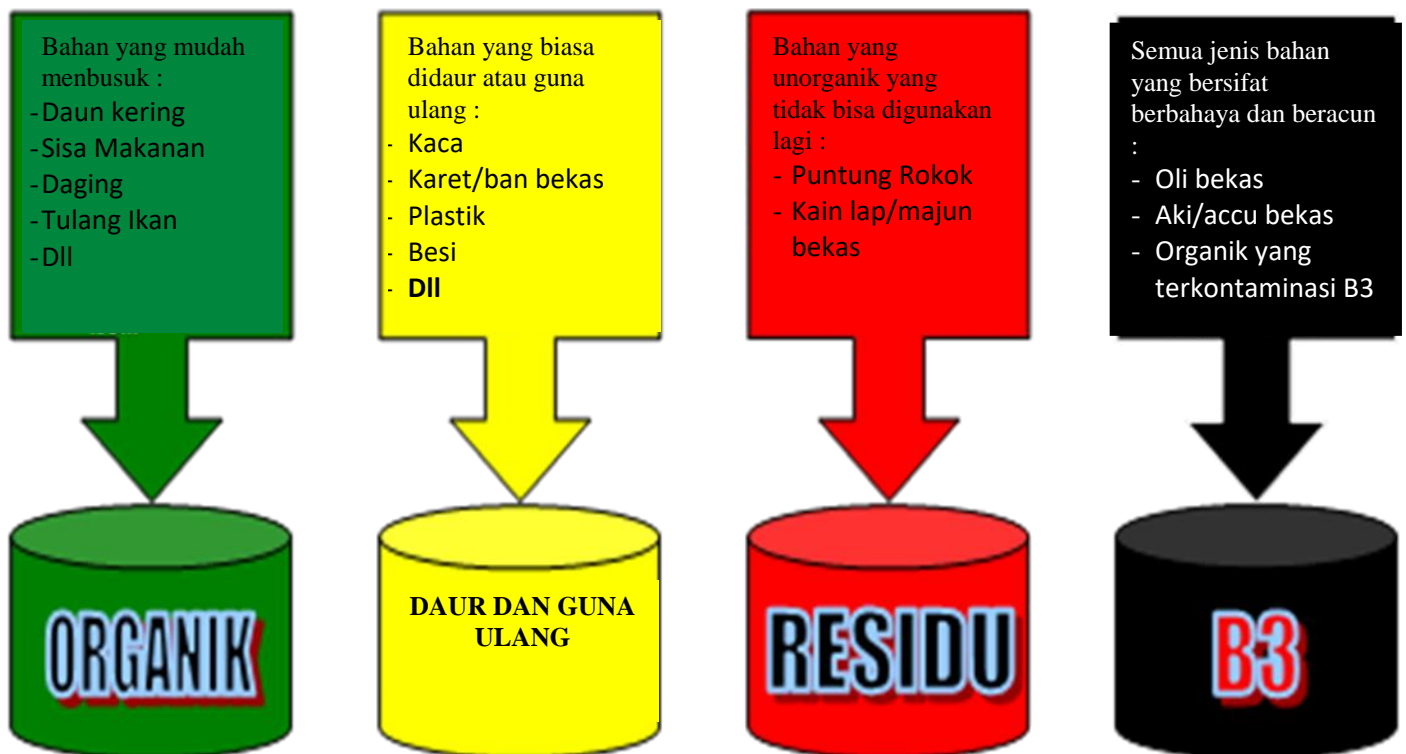 Bahan yang mudah
menbusuk :
-Daun kering
-Sisa Makanan
-Daging
-Tulang Ikan
-Dll
Bahan yang biasa
didaur atau guna
ulang :
- Kaca
- Karet/ban bekas
- Plastik
- Besi
- Dll
Bahan yang
unorganik yang
tidak bisa digunakan
lagi :
- Puntung Rokok
- Kain lap/majun
bekas
Semua jenis bahan
yang bersifat
berbahaya dan beracun
:
- Oli bekas
- Aki/accu bekas
- Organik yang
terkontaminasi B3
ORGANIK
DAUR DAN GUNA
ULANG
RESIDU
B3